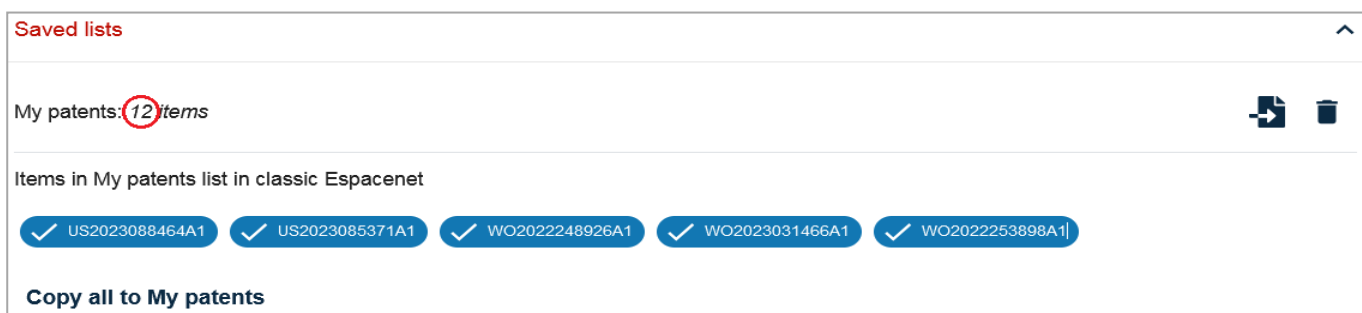 Saved lists
My patents: 12 items
Items in My patents list in classic Espacenet
US2023088464A1 US2023085371A1 WO2022248926A1 WO2023031466A1 WO2022253898A1
Copy all to My patents